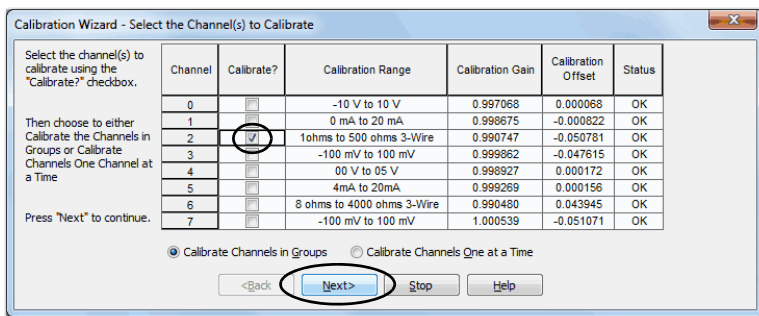 Calibration Wizard - Select the Channel(s) to Calibrate
Select the channel(s) to
calibrate using the
"Calibrate?" checkbox.
Then choose to either
Calibrate the Channels in
Groups or Calibrate
Channels One Channel at
a Time
Press "Next" to continue.
Channel Calibrate? Calibration Range Calibration Gain Calibration Offset Status
0 -10 V to 10 V 0.997068 0.000068 OK
1 0 mA to 20 mA 0.998675 -0.000822 OK
2 1ohms to 500 ohms 3-Wire 0.990747 -0.050781 OK
3 -100 mV to 100 mV 0.999862 -0.047615 OK
4 00 V to 05 V 0.998927 0.000172 OK
5 4mA to 20mA 0.999269 0.000156 OK
6 8 ohms to 4000 ohms 3-Wire 0.990480 0.043945 OK
7 -100 mV to 100 mV 1.000539 -0.051071 OK
Calibrate Channels in Groups Calibrate Channels One at a Time
<Back Next> Stop Help